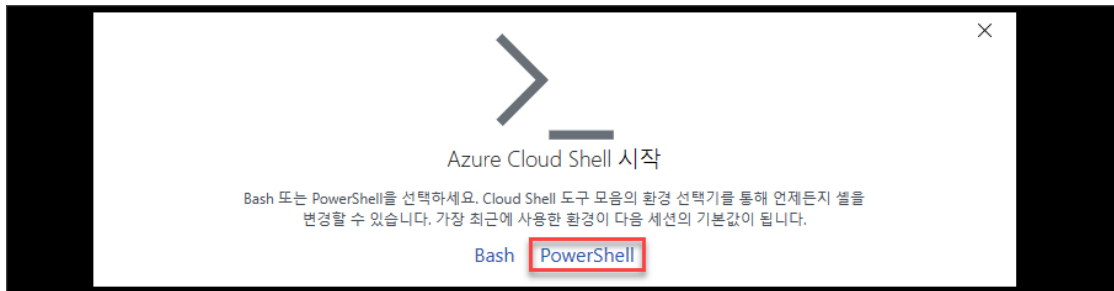 Azure Cloud Shell 시작
Bash 또는 PowerShell을 선택하세요. Cloud Shell 도구 모음의 환경 선택기를 통해 언제든지 셸을
변경할 수 있습니다. 가장 최근에 사용한 환경이 다음 세션의 기본값이 됩니다.
Bash PowerShell